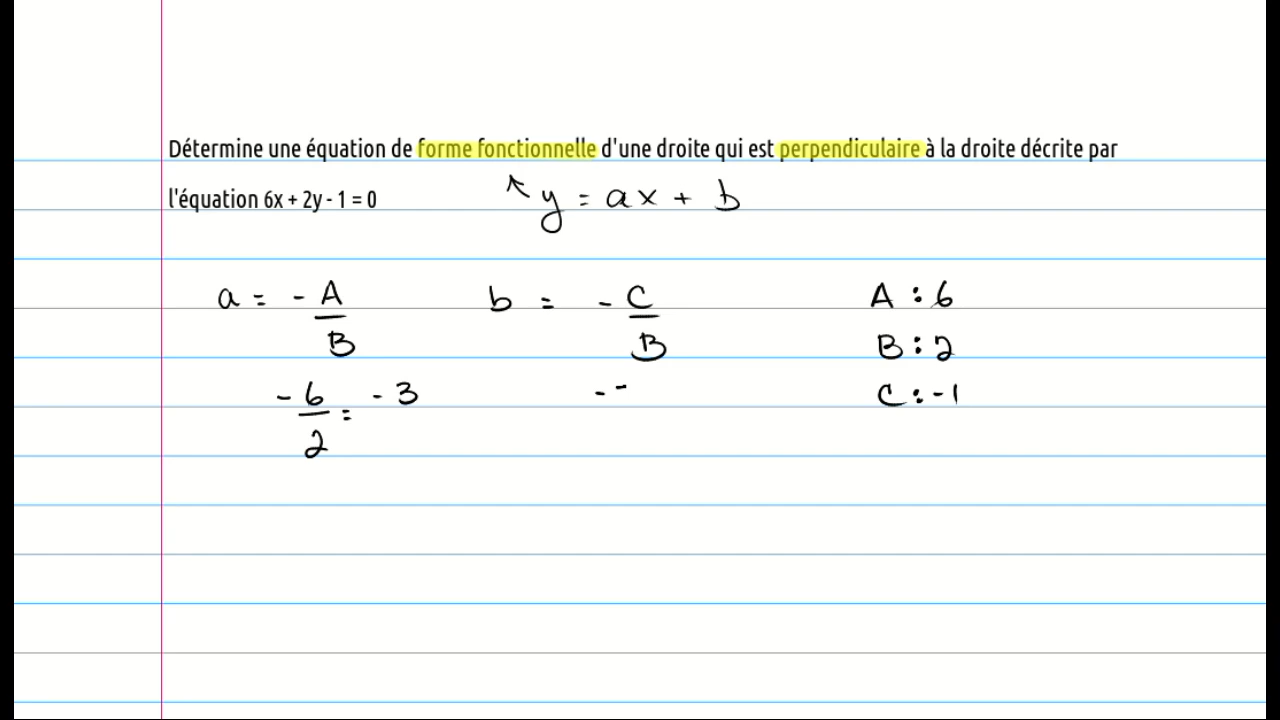 Détermine une équation de forme fonctionnelle d'une droite qui est perpendiculaire à la droite décrite par
l'équation 6x + 2y - 1 = 0
y = ax + b
a = - A
B
b = - C
B
A : 6
B : 2
C : -1
- 6 = - 3
2
- -